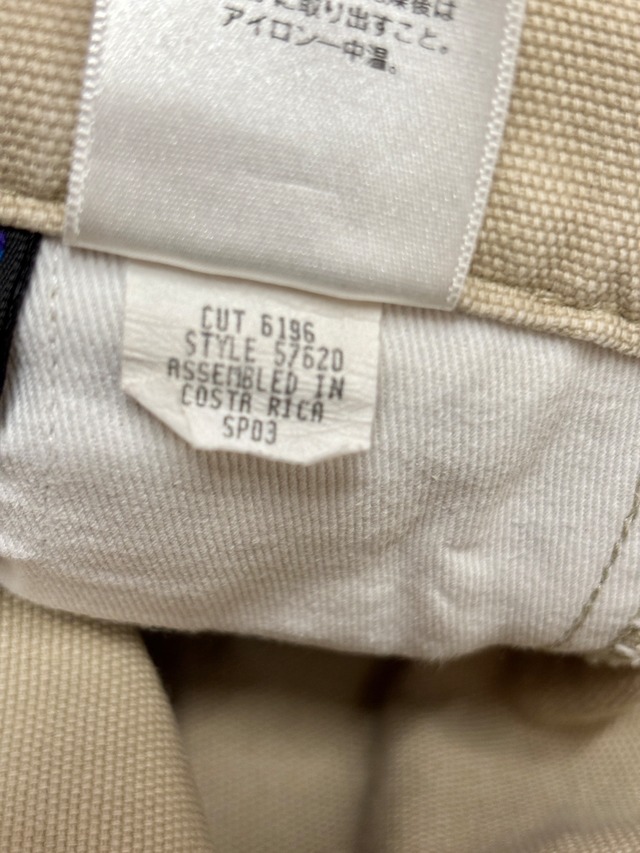 に取り出すこと。
アイロン一中温。
CUT 6196
STYLE 57620
ASSEMBLED IN
COSTA RICA
SP03